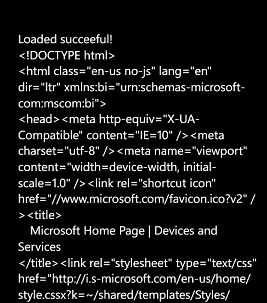 Loaded succeeful!
<!DOCTYPE html>
<html class="en-us no-js" lang="en"
dir="ltr" xmlns:bi="urn:schemas-microsoft-
com:mscom:bi">
<head><meta http-equiv="X-UA-
Compatible" content="IE=10" /><meta
charset="utf-8" /><meta name="viewport"
content="width=device-width, initial-
scale=1.0" /><link rel="shortcut icon"
href="//www.microsoft.com/favicon.ico?v2" /
><title>
Microsoft Home Page | Devices and
Services
</title><link rel="stylesheet" type="text/css"
href="http://i.s-microsoft.com/en-us/home/
style.cssx?k=~/shared/templates/Styles/